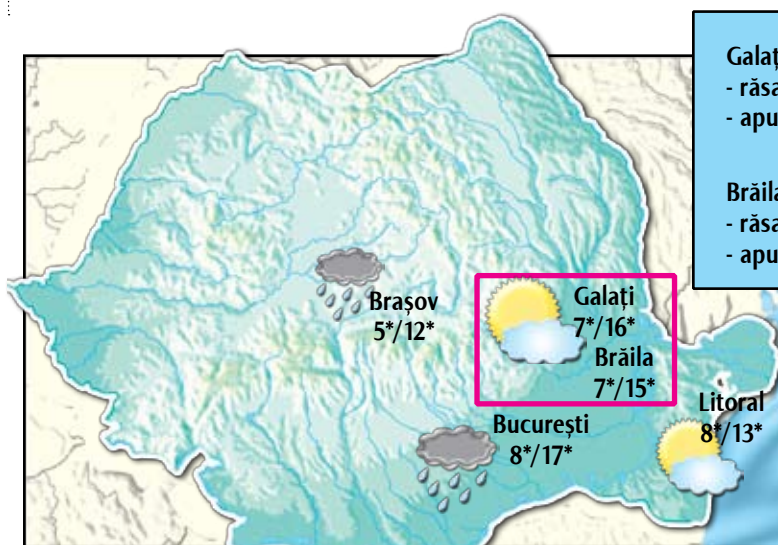 Galaț
- răsa
- apu
Brăila
- răsa
- apu
Brașov
5*/12*
Galați
7*/16*
Brăila
7*/15*
Litoral
8*/13*
București
8*/17*